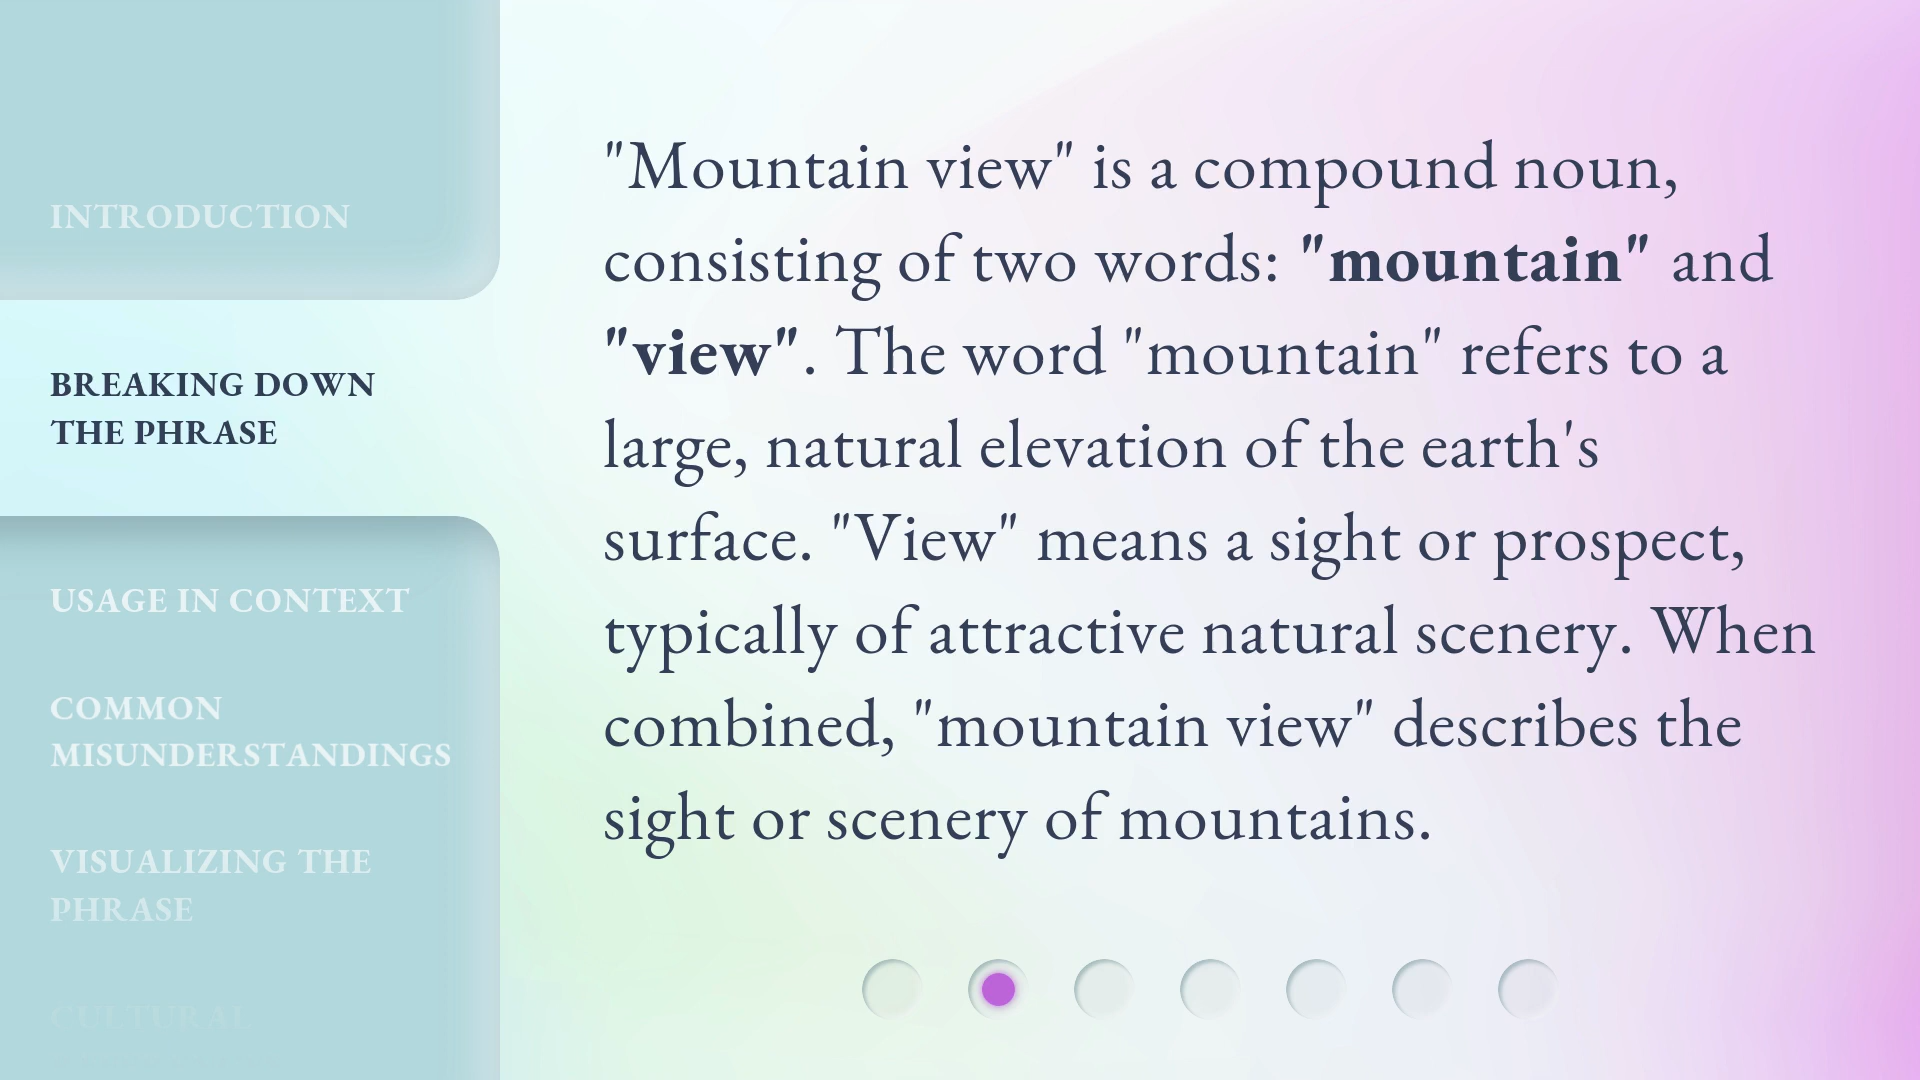 INTRODUCTION
BREAKING DOWN
THE PHRASE
USAGE IN CONTEXT
COMMON
MISUNDERSTANDINGS
VISUALIZING THE
PHRASE
CULTURAL
"Mountain view" is a compound noun,
consisting of two words: "mountain" and
"view". The word "mountain" refers to a
large, natural elevation of the earth's
surface. "View" means a sight or prospect,
typically of attractive natural scenery. When
combined, "mountain view" describes the
sight or scenery of mountains.